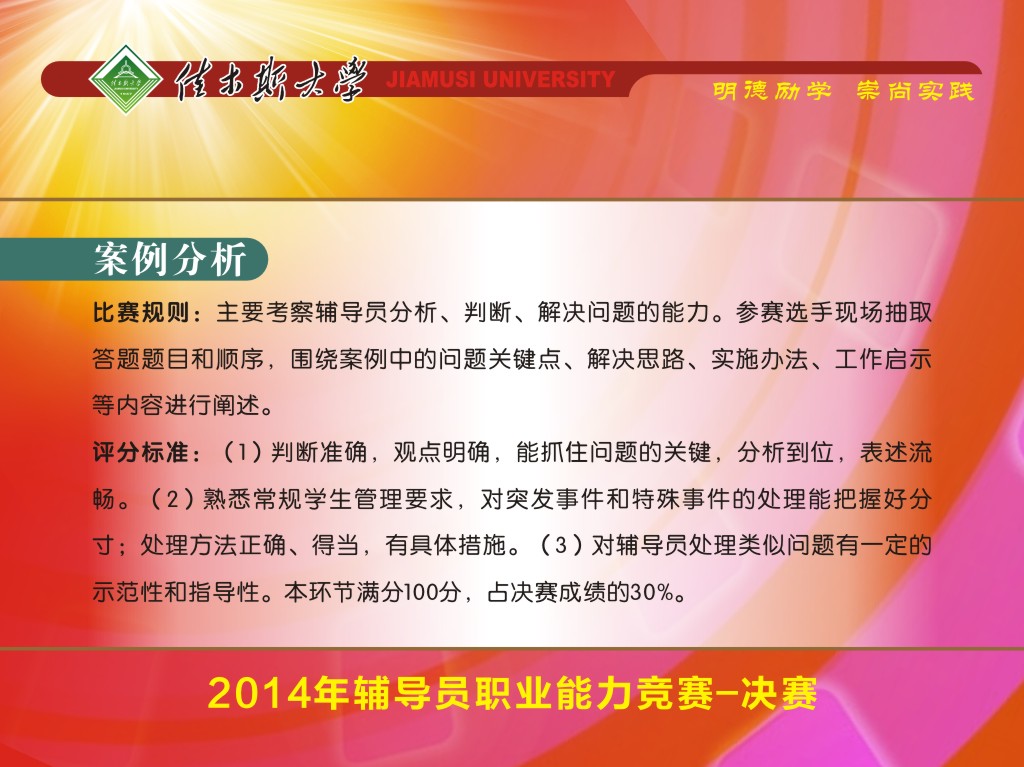 佳木斯大学 JIAMUSI UNIVERSITY
明德励学 崇尚实践
案例分析
比赛规则：主要考察辅导员分析、判断、解决问题的能力。参赛选手现场抽取
答题题目和顺序，围绕案例中的问题关键点、解决思路、实施办法、工作启示
等内容进行阐述。
评分标准：（1）判断准确，观点明确，能抓住问题的关键，分析到位，表述流
畅。（2）熟悉常规学生管理要求，对突发事件和特殊事件的处理能把握好分
寸；处理方法正确、得当，有具体措施。（3）对辅导员处理类似问题有一定的
示范性和指导性。本环节满分100分，占决赛成绩的30%。
2014年辅导员职业能力竞赛–决赛